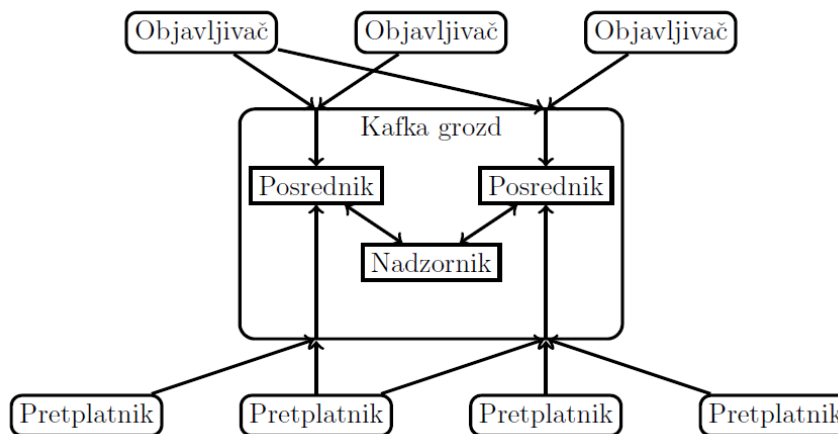 Objavljivač
Objavljivač
Objavljivač
Kafka grozd
Posrednik
Posrednik
Nadzornik
Pretplatnik
Pretplatnik
Pretplatnik
Pretplatnik